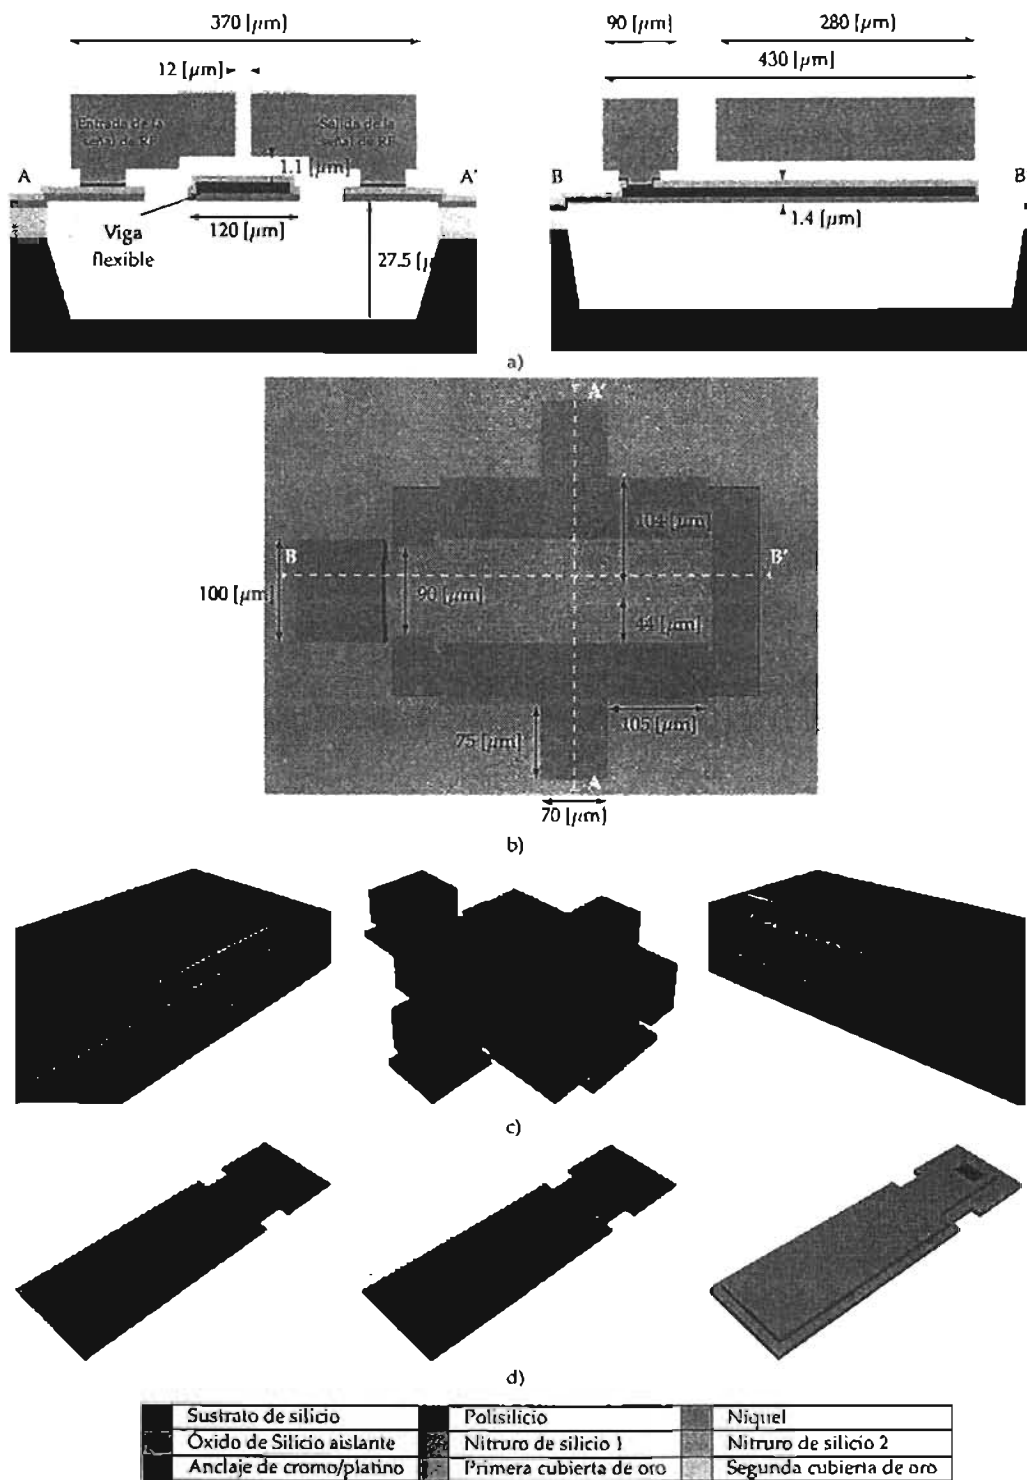 370 [μm]
12 [μm]
Entrada de la
señal de RF
Salida de la
señal de RF
1.1 [μm]
A
A'
120 [μm]
Viga
flexible
27.5 [μ
90 [μm]
280 [μm]
430 [μm]
B
B'
1.4 [μm]
a)
A'
104 [μm]
B
B'
100 [μm]
90 [μm]
44 [μm]
75 [μm]
105 [μm]
A
70 [μm]
b)
c)
d)
Sustrato de silicio
Polisilicio
Níquel
Óxido de Silicio aislante
Nitruro de silicio 1
Nitruro de silicio 2
Anclaje de cromo/platino
Primera cubierta de oro
Segunda cubierta de oro